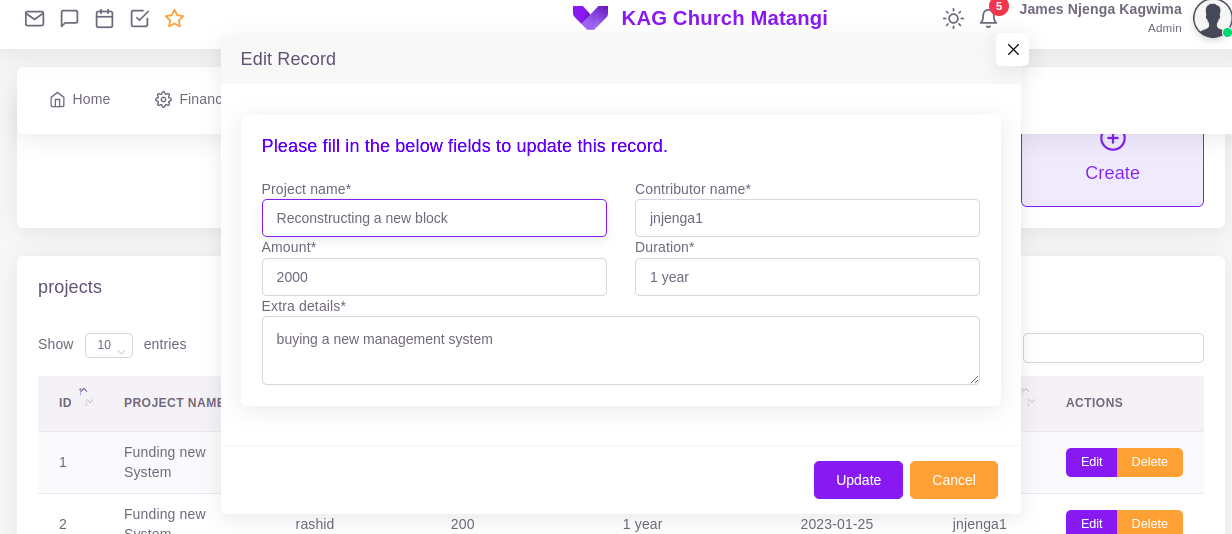 KAG Church Matangi
5
James Njenga Kagwima
Admin
Edit Record
Home
Financ
Please fill in the below fields to update this record.
Create
Project name*
Contributor name*
Reconstructing a new block
jnjenga1
Amount*
Duration*
2000
1 year
Extra details*
buying a new management system
projects
Show 10 entries
ID PROJECT NAME ACTIONS
1 Funding new System Edit Delete
Update Cancel
2 Funding new System rashid 200 1 year 2023-01-25 jnjenga1 Edit Delete